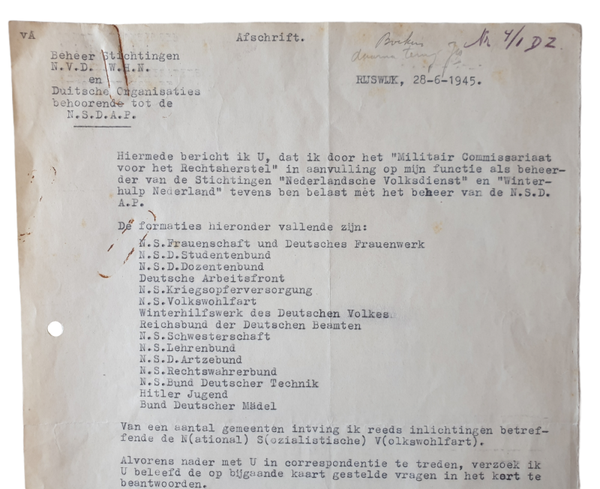 vA
Afschrift.
Nr 4/1 DZ.
Beheer Stichtingen
N.V.D. W.H.N.
en
Duitsche Organisaties
behoorende tot de
N.S.D.A.P.
RIJSWIJK, 28-6-1945.
Hiermede bericht ik U, dat ik door het "Militair Commissariaat
voor het Rechtsherstel" in aanvulling op mijn functie als beheer-
der van de Stichtingen "Nederlandsche Volksdienst" en "Winter-
hulp Nederland" tevens ben belast met het beheer van de N.S.D.
A.P.
De formaties hieronder vallende zijn:
N.S.Frauenschaft und Deutsches Frauenwerk
N.S.D.Studentenbund
N.S.D.Dozentenbund
Deutsche Arbeitsfront
N.S.Kriegsopferversorgung
N.S.Volkswohlfart
Winterhilfswerk des Deutschen Volkes
Reichsbund der Deutschen Beamten
N.S.Schwesterschaft
N.S.Lehrenbund
N.S.D.Artzebund
N.S.Rechtswahrerbund
N.S.Bund Deutscher Technik
Hitler Jugend
Bund Deutscher Mädel
Van een aantal gemeenten intving ik reeds inlichtingen betref-
fende de N(ational) S(ozialistische) V(olkswohlfart).
Alvorens nader met U in correspondentie te treden, verzoek ik
U beleefd de op bijgaande kaart gestelde vragen in het kort te
beantwoorden.